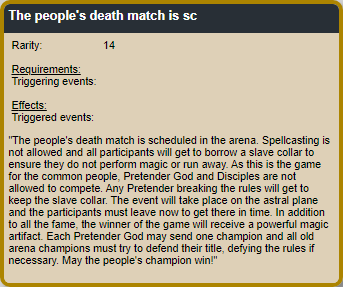 The people's death match is sc
Rarity: 14
Requirements:
Triggering events:
Effects:
Triggered events:
"The people's death match is scheduled in the arena. Spellcasting is
not allowed and all participants will get to borrow a slave collar to
ensure they do not perform magic or run away. As this is the game
for the common people, Pretender God and Disciples are not
allowed to compete. Any Pretender breaking the rules will get to
keep the slave collar. The event will take place on the astral plane
and the participants must leave now to get there in time. In addition
to all the fame, the winner of the game will receive a powerful magic
artifact. Each Pretender God may send one champion and all old
arena champions must try to defend their title, defying the rules if
necessary. May the people's champion win!"